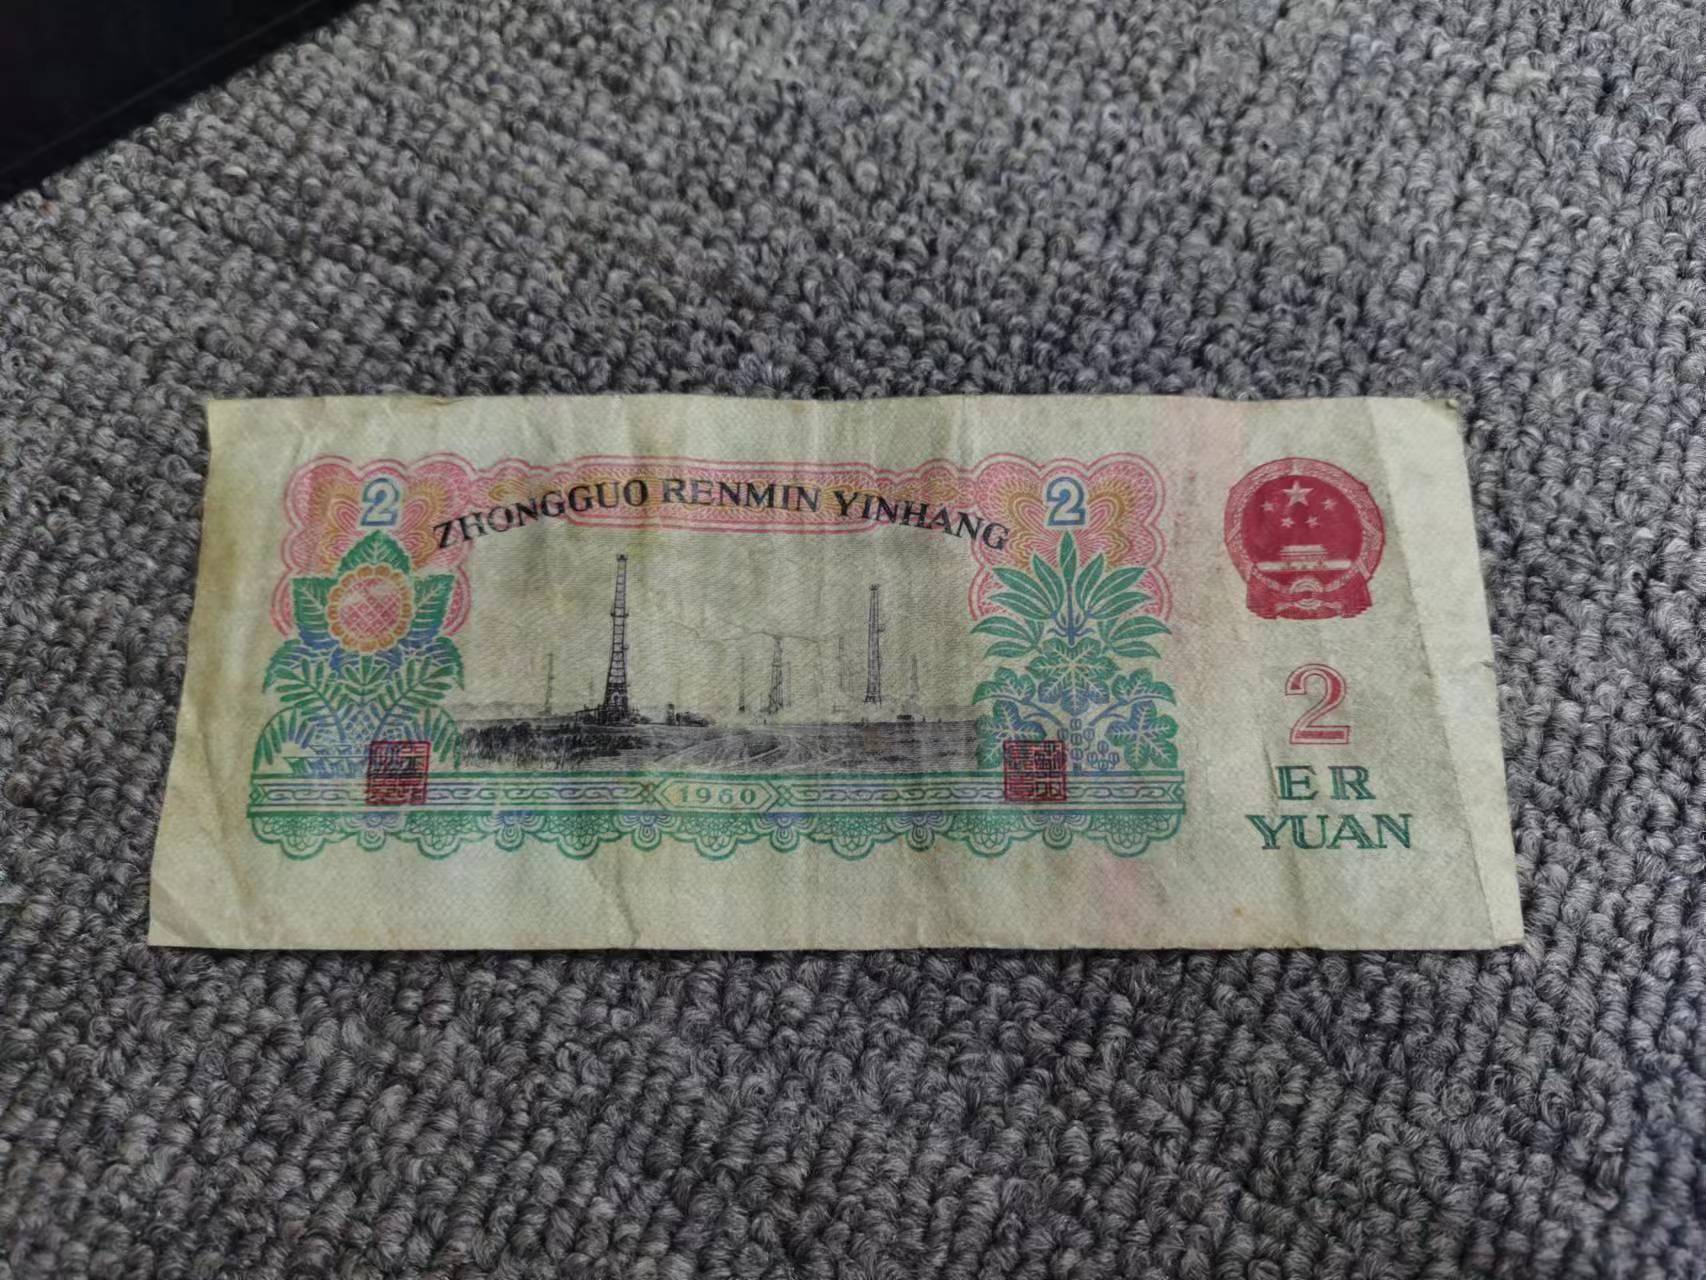 2
ZHONGGUO RENMIN YINHANG
2
1960
2
ER
YUAN